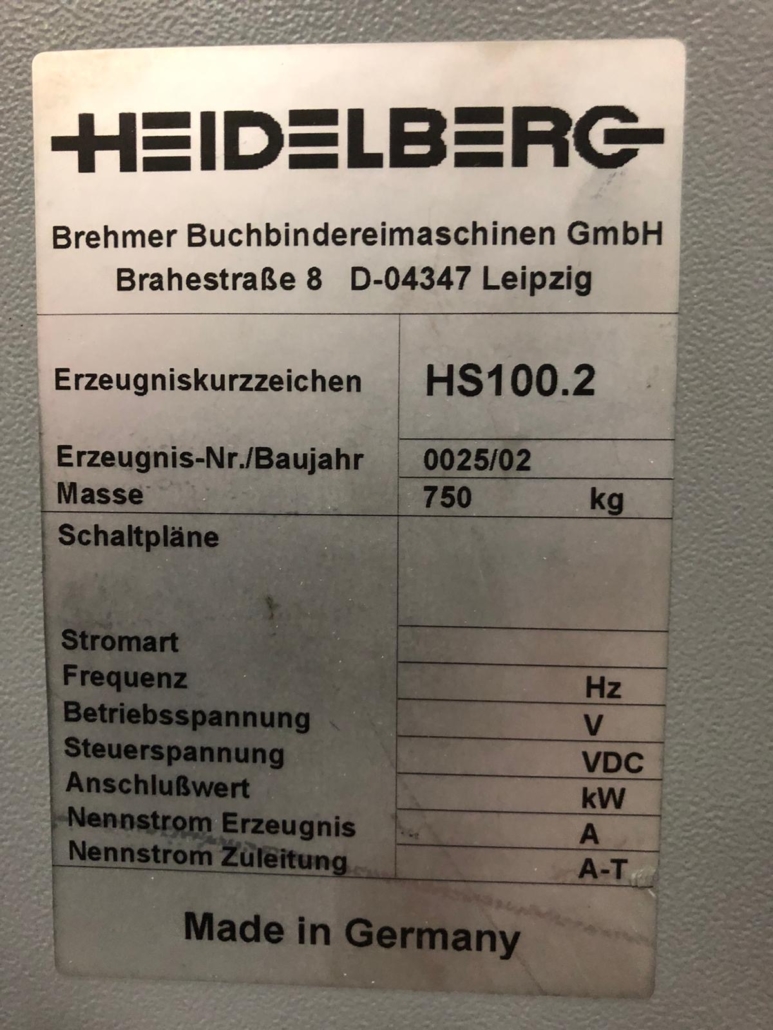 HEIDELBERG
Brehmer Buchbindereimaschinen GmbH
Brahestraße 8 D-04347 Leipzig
Erzeugniskurzzeichen HS100.2
Erzeugnis-Nr./Baujahr 0025/02
Masse 750 kg
Schaltpläne
Stromart
Frequenz Hz
Betriebsspannung V
Steuerspannung VDC
Anschlußwert kW
Nennstrom Erzeugnis A
Nennstrom Zuleitung A-T
Made in Germany